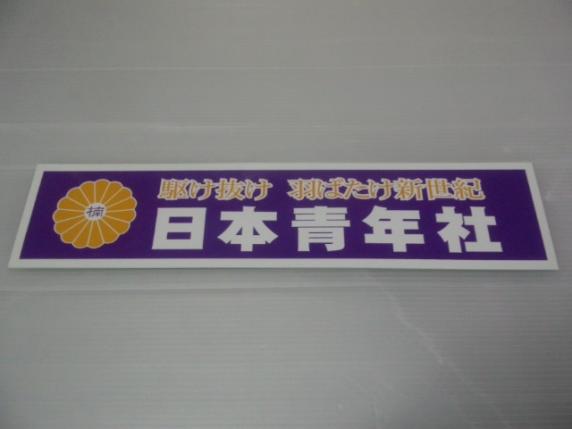 駆け抜け 羽ばたけ新世紀
楠
日本青年社